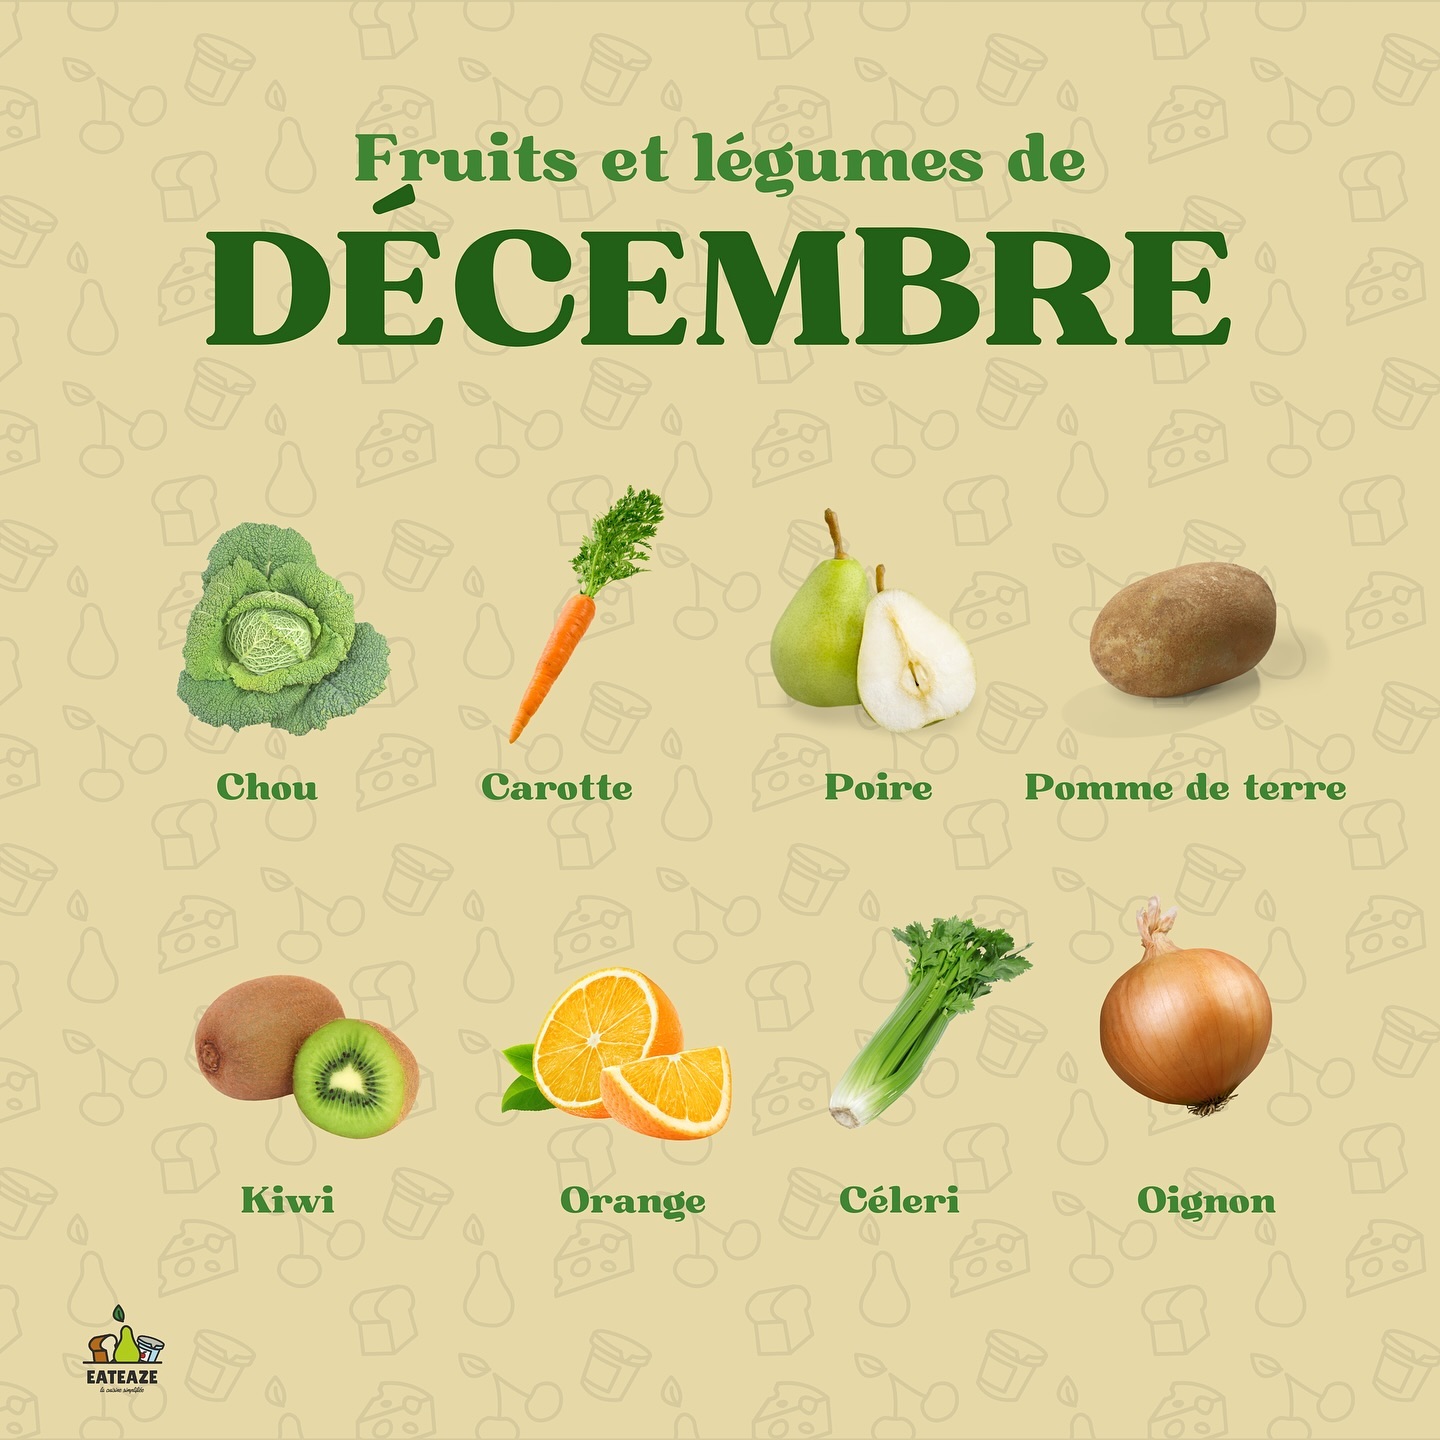 Fruits et légumes de
DÉCEMBRE
Chou
Carotte
Poire
Pomme de terre
Kiwi
Orange
Céleri
Oignon
EATEAZE
la cuisine simplifiée